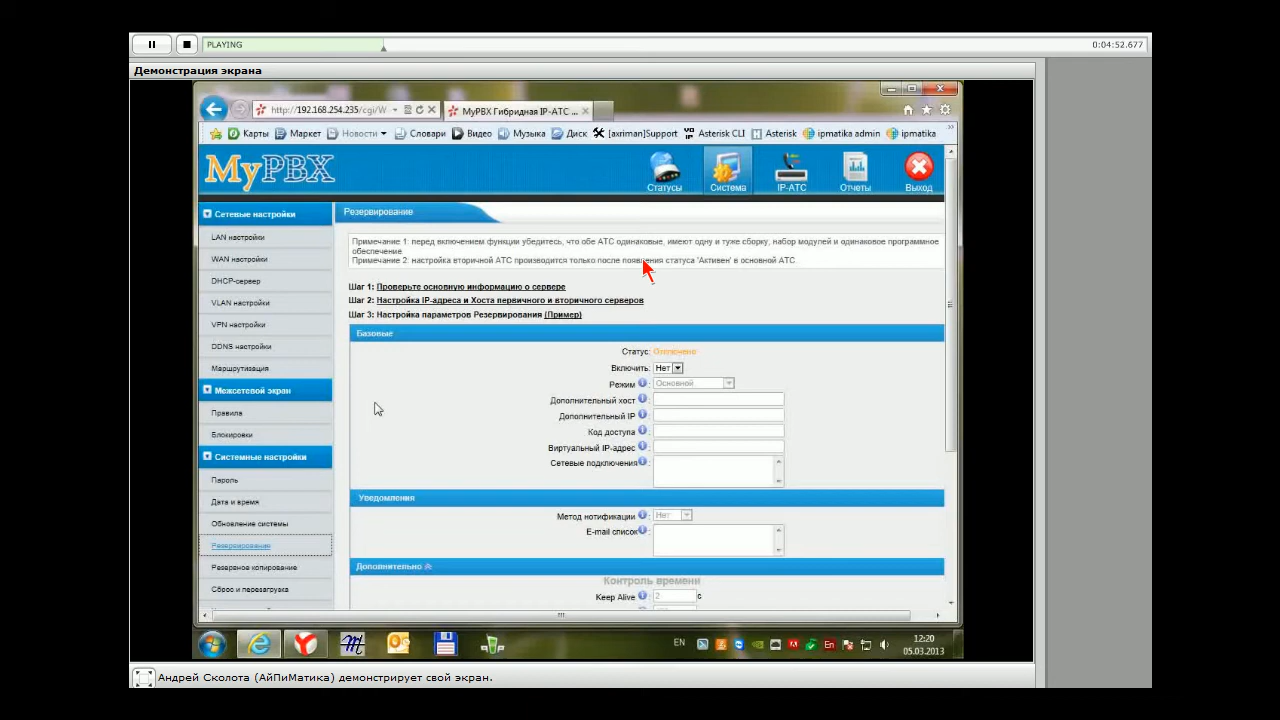 PLAYING
0:04:52.677
Демонстрация экрана
http://192.168.254.235/cgi/W
MyPBX Гибридная IP-АТС ...
Карты
Маркет
Новости
Словари
Видео
Музыка
Диск
[axriman]Support
Asterisk CLI
Asterisk
ipmatika admin
ipmatika
MyPBX
Статусы
Система
IP-ATC
Отчеты
Выход
Сетевые настройки
LAN настройки
WAN настройки
DHCP-сервер
VLAN настройки
VPN настройки
DDNS настройки
Маршрутизация
Межсетевой экран
Правила
Блокировки
Системные настройки
Пароль
Дата и время
Обновление системы
Резервирование
Резервное копирование
Сброс и перезагрузка
Резервирование
Примечание 1: перед включением функции убедитесь, что обе АТС одинаковые, имеют одну и туже сборку, набор модулей и одинаковое программное
обеспечение
Примечание 2: настройка вторичной АТС производится только после появления статуса 'Активен' в основной АТС
Шаг 1: Проверьте основную информацию о сервере
Шаг 2: Настройка IP-адреса и Хоста первичного и вторичного серверов
Шаг 3: Настройка параметров Резервирования (Пример)
Базовые
Статус: Отключено
Включить: Нет
Режим : Основной
Дополнительный хост :
Дополнительный IP :
Код доступа :
Виртуальный IP-адрес :
Сетевые подключения :
Уведомления
Метод нотификации : Нет
E-mail список :
Дополнительно
Контроль времени
Keep Alive : 2 с
EN
En
12:20
05.03.2013
Андрей Сколота (АйПиМатика) демонстрирует свой экран.